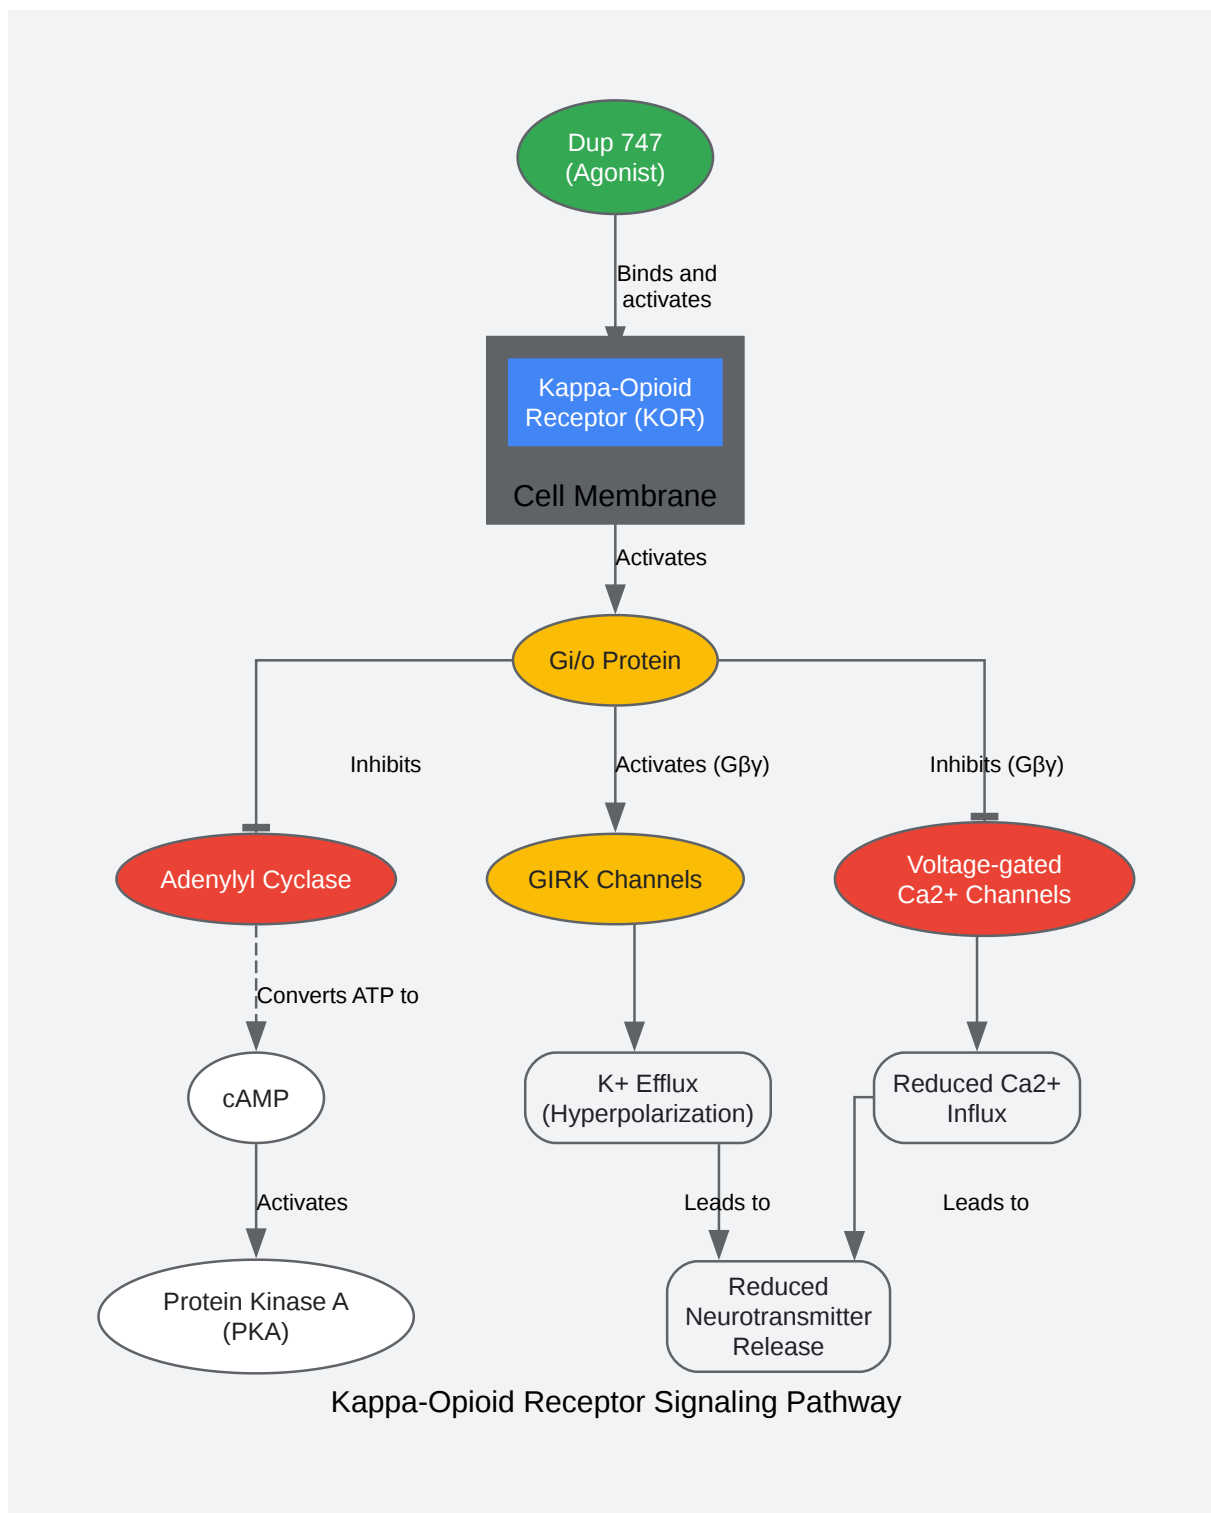 Dup 747
(Agonist)
Binds and
activates
Kappa-Opioid
Receptor (KOR)
Cell Membrane
Activates
Gi/o Protein
Inhibits
Activates (Gβγ)
Inhibits (Gβγ)
Adenylyl Cyclase
GIRK Channels
Voltage-gated
Ca2+ Channels
Converts ATP to
cAMP
K+ Efflux
(Hyperpolarization)
Reduced Ca2+
Influx
Activates
Leads to
Leads to
Protein Kinase A
(PKA)
Reduced
Neurotransmitter
Release
Kappa-Opioid Receptor Signaling Pathway